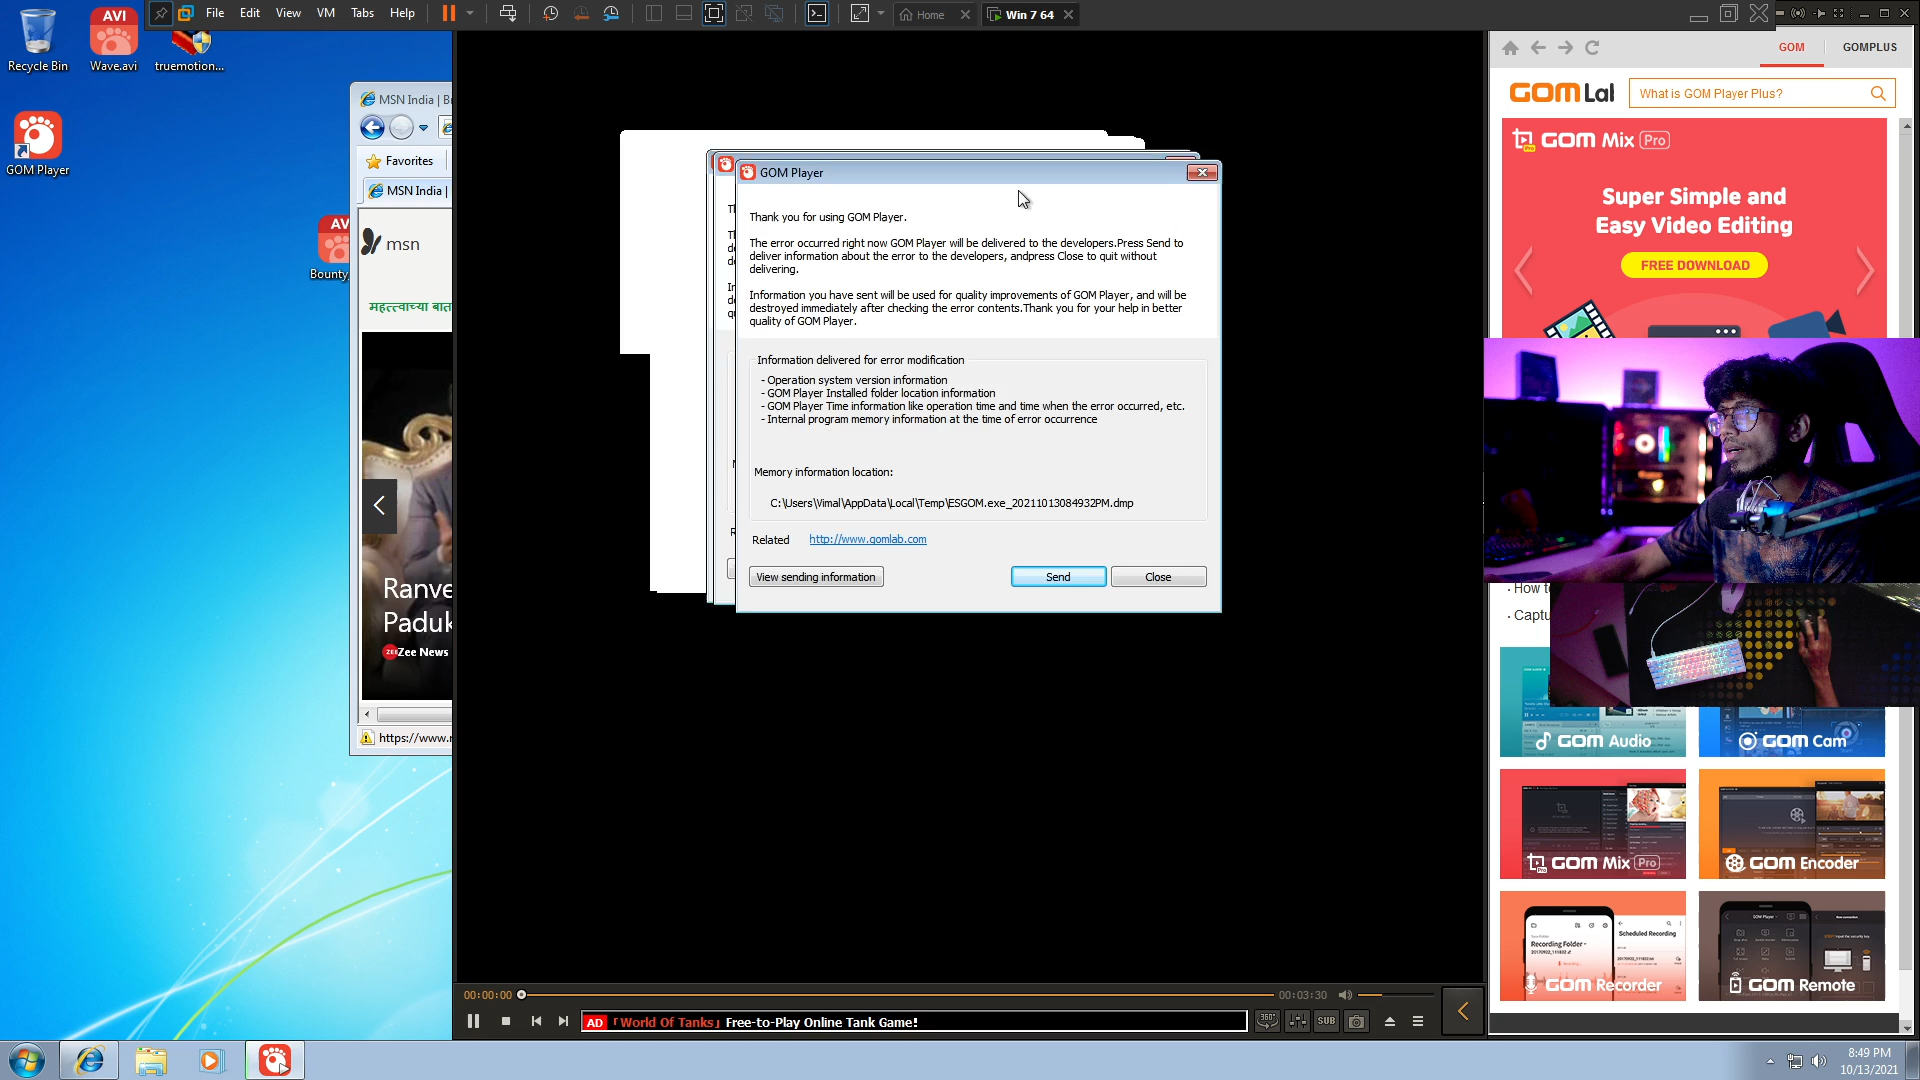 File Edit View VM Tabs Help
Home
Win 7 64
Recycle Bin
AVI
Wave.avi
truemotion...
GOM Player
AVI
Bounty
MSN India | Br
Favorites
MSN India |
msn
महत्त्वाच्या बात
Ranve
Paduk
Zee News
https://www.r
GOM Player
Thank you for using GOM Player.
The error occurred right now GOM Player will be delivered to the developers.Press Send to
deliver information about the error to the developers, andpress Close to quit without
delivering.
Information you have sent will be used for quality improvements of GOM Player, and will be
destroyed immediately after checking the error contents.Thank you for your help in better
quality of GOM Player.
Information delivered for error modification
- Operation system version information
- GOM Player Installed folder location information
- GOM Player Time information like operation time and time when the error occurred, etc.
- Internal program memory information at the time of error occurrence
Memory information location:
C:\Users\Vimal\AppData\Local\Temp\ESGOM.exe_20211013084932PM.dmp
Related http://www.gomlab.com
View sending information
Send
Close
GOM
GOMPLUS
GOM Lal
What is GOM Player Plus?
GOM Mix Pro
Super Simple and
Easy Video Editing
FREE DOWNLOAD
· How t
· Captu
GOM Audio
GOM Cam
GOM Mix Pro
GOM Encoder
Recording Folder
Scheduled Recording
GOM Recorder
GOM Remote
00:00:00
00:03:30
AD 「World Of Tanks」 Free-to-Play Online Tank Game!
360°
SUB
8:49 PM
10/13/2021